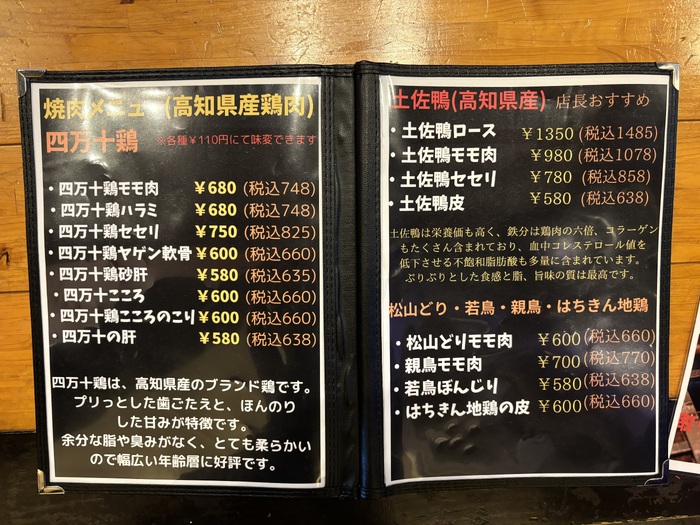 焼肉メニュー(高知県産鶏肉)
四万十鶏 ※各種￥110円にて味変できます
・四万十鶏モモ肉 ￥680 (税込748)
・四万十鶏ハラミ ￥680 (税込748)
・四万十鶏セセリ ￥750 (税込825)
・四万十鶏ヤゲン軟骨 ￥600 (税込660)
・四万十鶏砂肝 ￥580 (税込635)
・四万十こころ ￥600 (税込660)
・四万十鶏こころのこり ￥600 (税込660)
・四万十の肝 ￥580 (税込638)
四万十鶏は、高知県産のブランド鶏です。
プリっとした歯ごたえと、ほんのり
した甘みが特徴です。
余分な脂や臭みがなく、とても柔らかい
ので幅広い年齢層に好評です。
土佐鴨(高知県産) 店長おすすめ
・土佐鴨ロース ￥1350 (税込1485)
・土佐鴨モモ肉 ￥980 (税込1078)
・土佐鴨セセリ ￥780 (税込858)
・土佐鴨皮 ￥580 (税込638)
土佐鴨は栄養価も高く、鉄分は鶏肉の六倍、コラーゲン
もたくさん含まれており、血中コレステロール値を
低下させる不飽和脂肪酸も多量に含まれています。
ぷりぷりとした食感と脂、旨味の質は最高です。
松山どり・若鳥・親鳥・はちきん地鶏
・松山どりモモ肉 ￥600 (税込660)
・親鳥モモ肉 ￥700 (税込770)
・若鳥ぼんじり ￥580 (税込638)
・はちきん地鶏の皮 ￥600 (税込660)